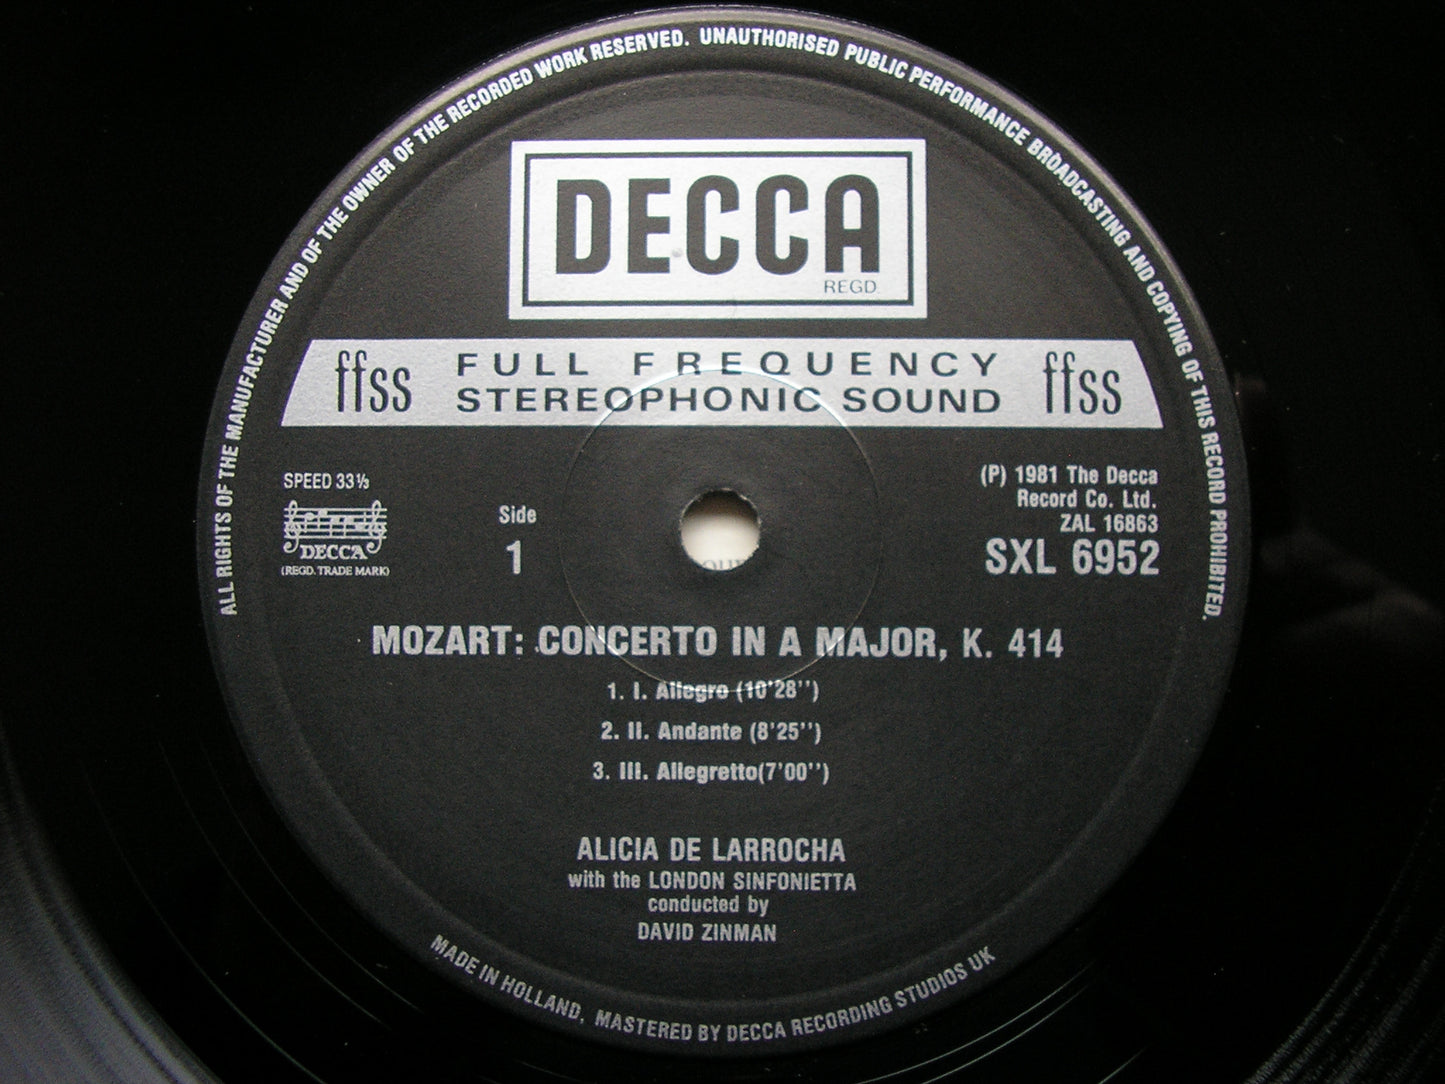 ALL RIGHTS OF THE MANUFACTURER AND OF THE OWNER OF THE RECORDED WORK RESERVED. UNAUTHORISED PUBLIC PERFORMANCE BROADCASTING AND COPYING OF THIS RECORD PROHIBITED.
DECCA
REGD.
ffss FULL FREQUENCY STEREOPHONIC SOUND ffss
SPEED 33⅓
DECCA
(REGD. TRADE MARK)
Side
1
(P) 1981 The Decca
Record Co. Ltd.
ZAL 16863
SXL 6952
MOZART: CONCERTO IN A MAJOR, K. 414
1. I. Allegro (10'28'')
2. II. Andante (8'25'')
3. III. Allegretto(7'00'')
ALICIA DE LARROCHA
with the LONDON SINFONIETTA
conducted by
DAVID ZINMAN
MADE IN HOLLAND, MASTERED BY DECCA RECORDING STUDIOS UK